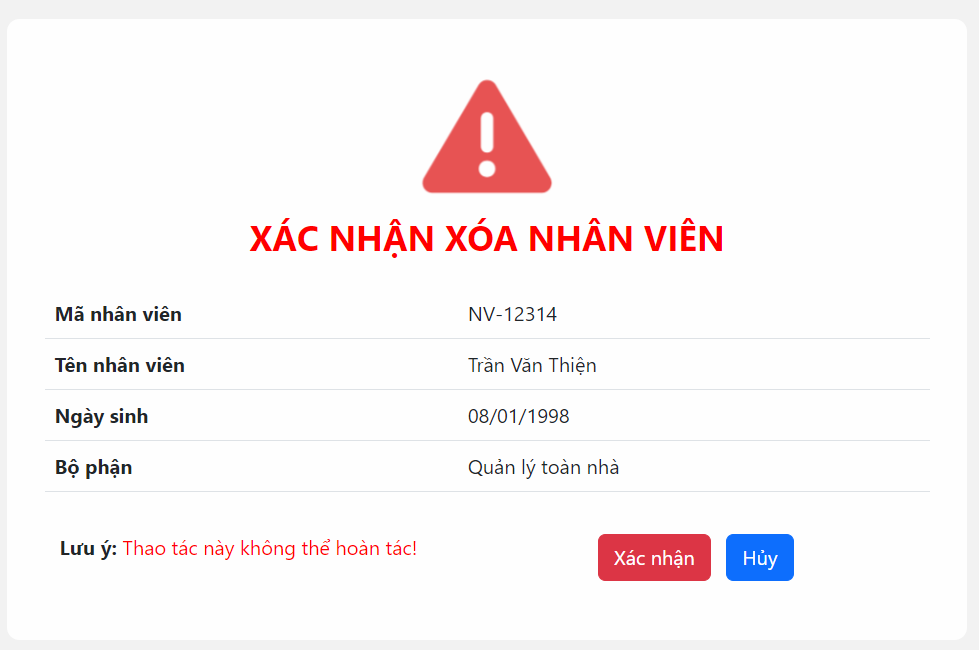 XÁC NHẬN XÓA NHÂN VIÊN
Mã nhân viên NV-12314
Tên nhân viên Trần Văn Thiện
Ngày sinh 08/01/1998
Bộ phận Quản lý toàn nhà
Lưu ý: Thao tác này không thể hoàn tác! Xác nhận Hủy